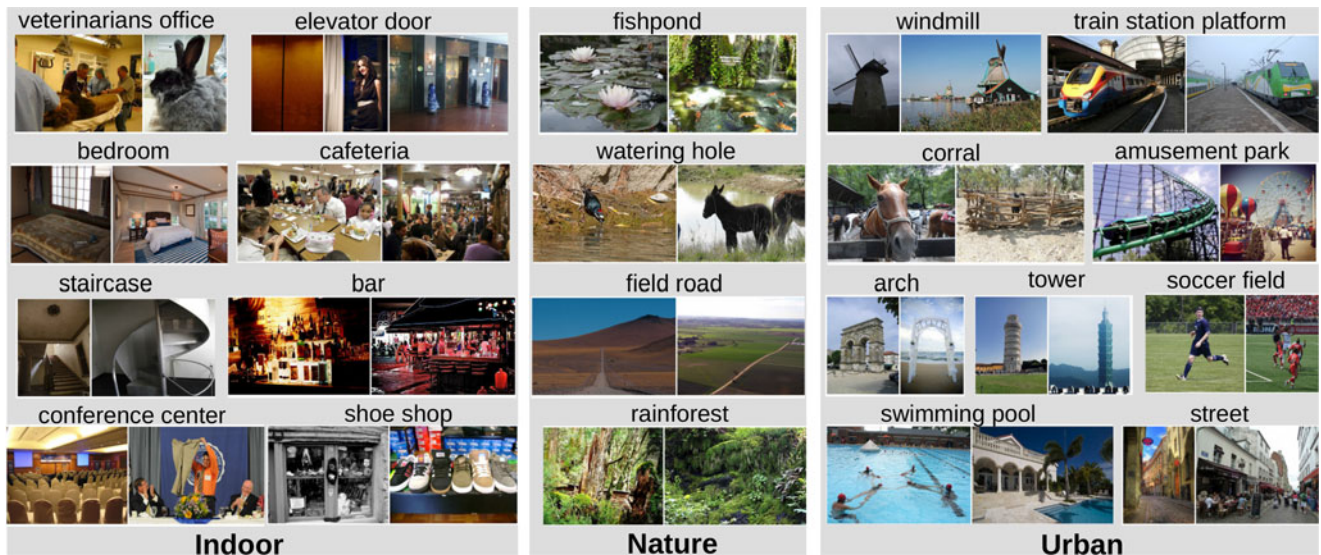 veterinarians office
elevator door
bedroom
cafeteria
staircase
bar
conference center
shoe shop
Indoor
fishpond
watering hole
field road
rainforest
Nature
windmill
train station platform
corral
amusement park
arch
tower
soccer field
swimming pool
street
Urban